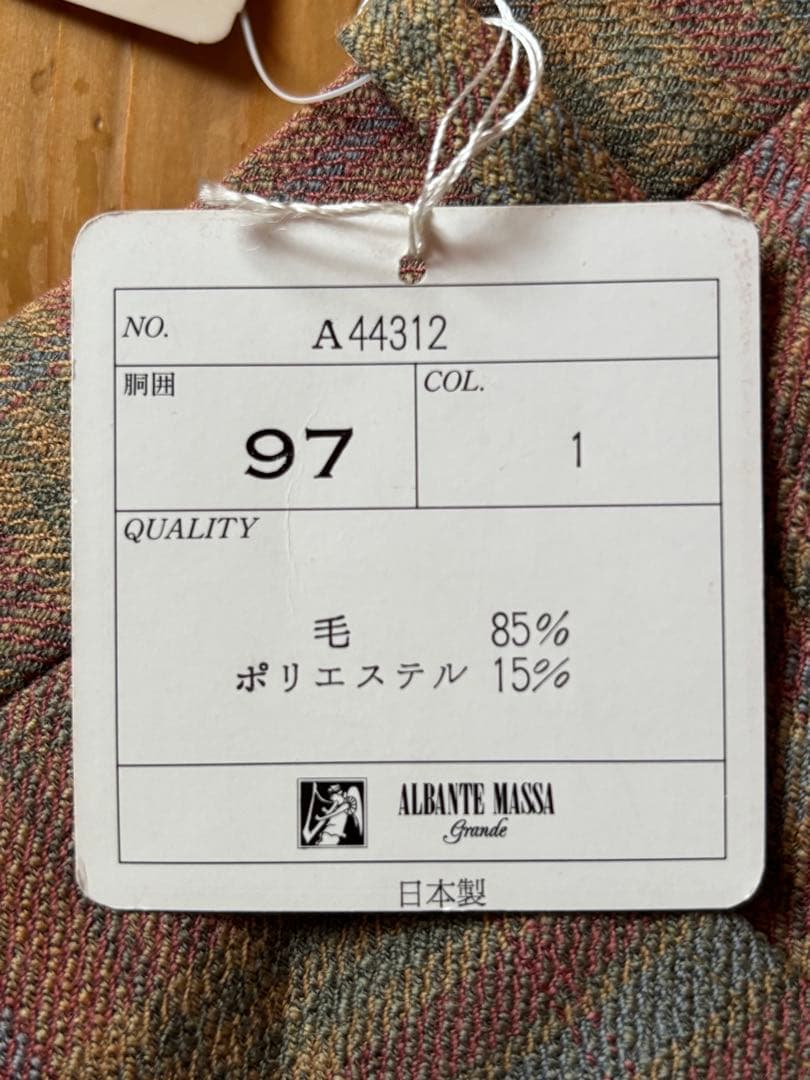 NO. A44312
胴囲 COL.
97 1
QUALITY
毛 85%
ポリエステル 15%
ALBANTE MASSA
Grande
日本製